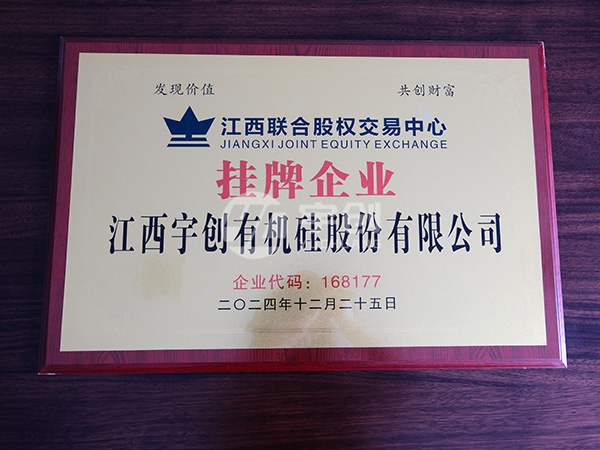 发现价值
共创财富
江西联合股权交易中心
JIANGXI JOINT EQUITY EXCHANGE
挂牌企业
宇创
江西宇创有机硅股份有限公司
企业代码：168177
二〇二四年十二月二十五日